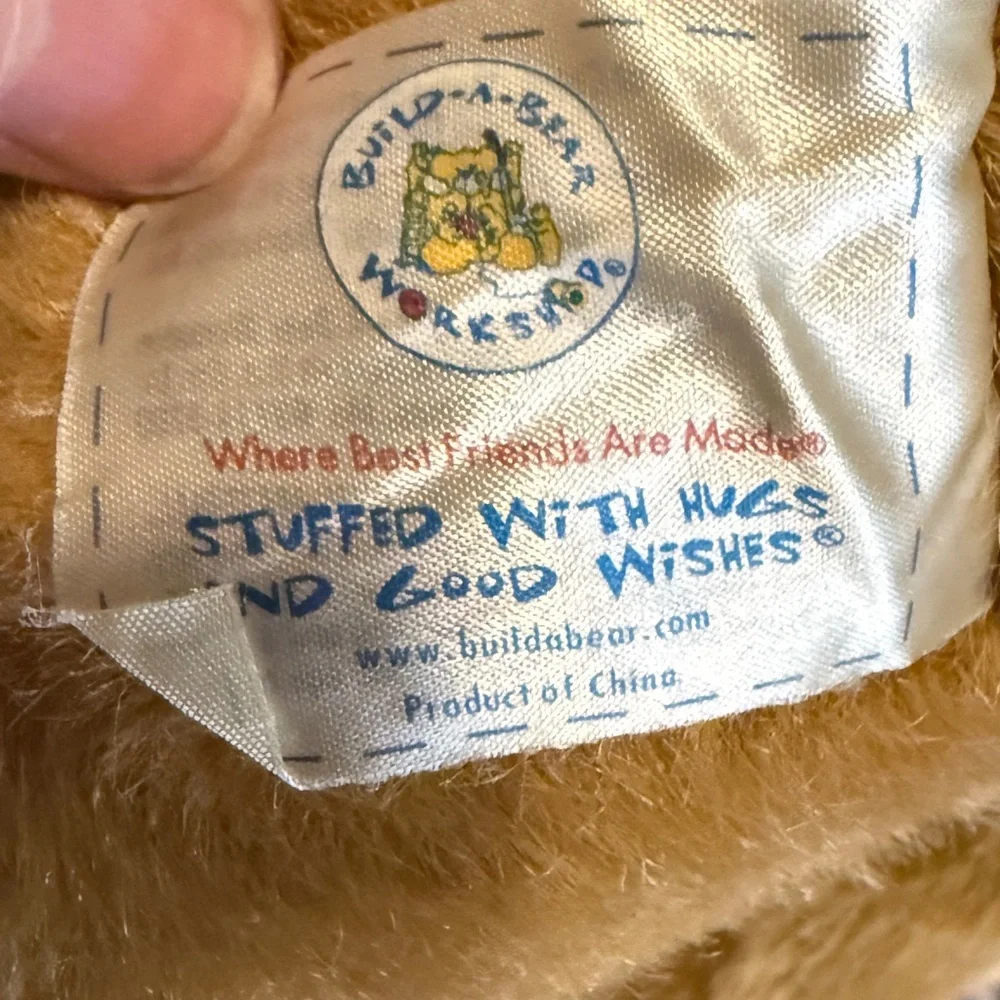 BUILD-A-BEAR
WORKSHOP®
Where Best Friends Are Made®
STUFFED WITH HUGS
ND GOOD WISHES®
www.buildabear.com
Product of China